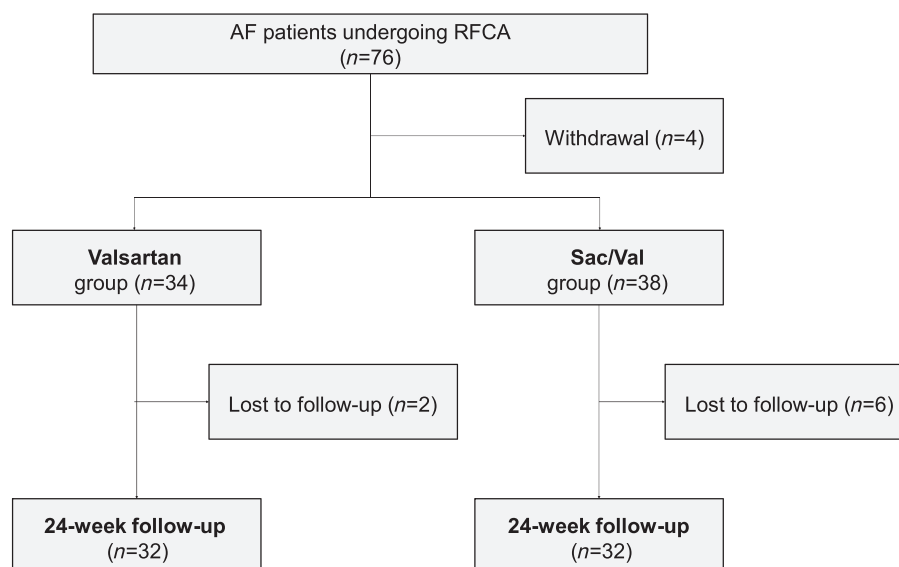 AF patients undergoing RFCA
(n=76)
Withdrawal (n=4)
Valsartan
group (n=34)
Sac/Val
group (n=38)
Lost to follow-up (n=2)
Lost to follow-up (n=6)
24-week follow-up
(n=32)
24-week follow-up
(n=32)